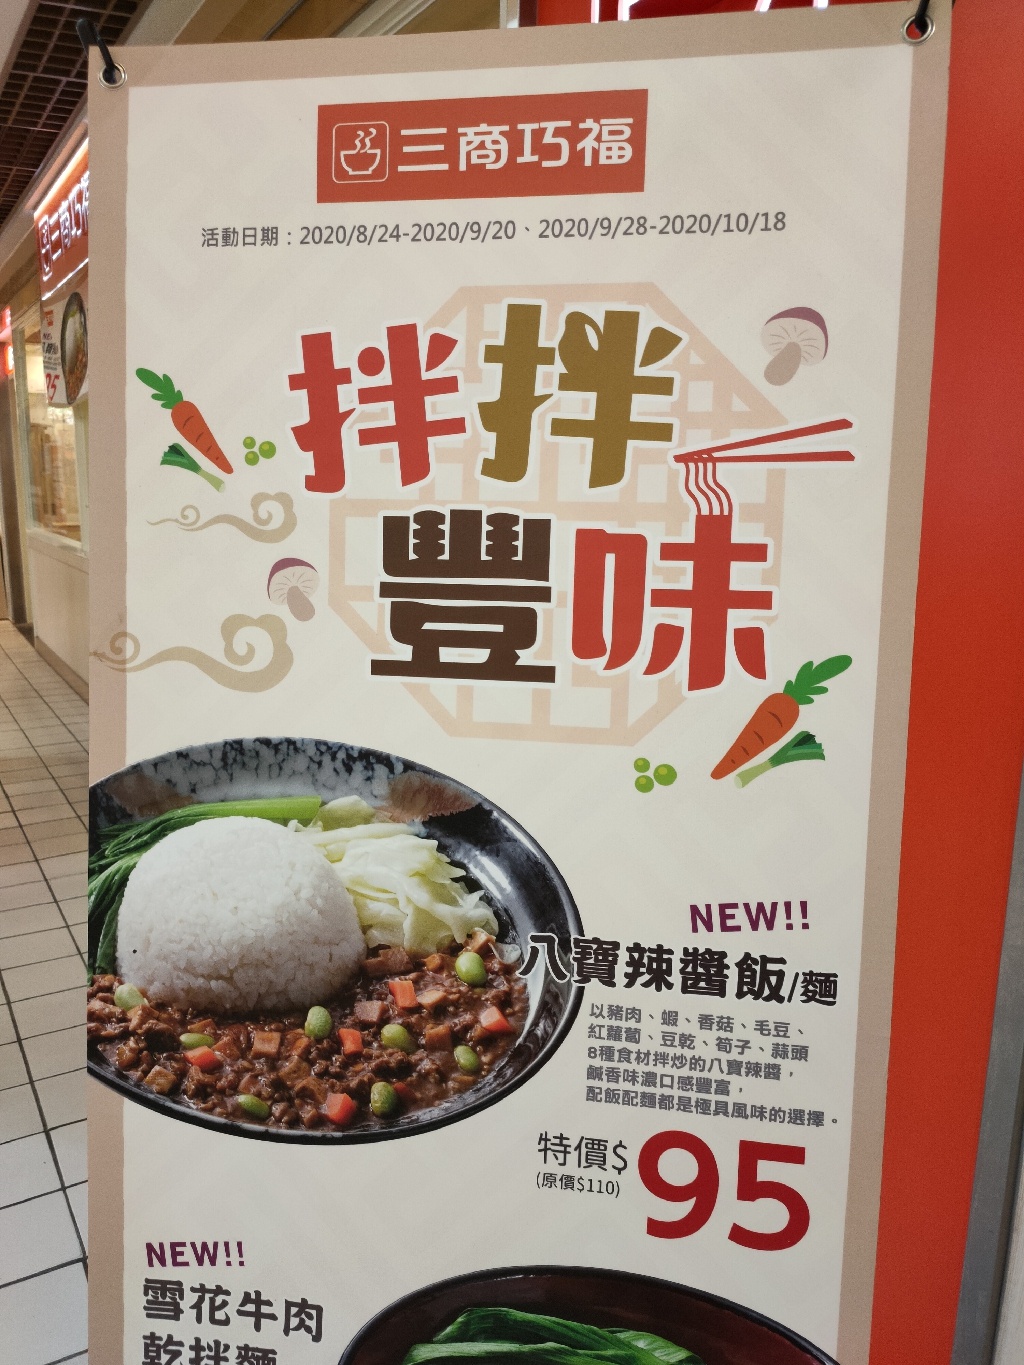 三商巧福
活動日期：2020/8/24-2020/9/20、2020/9/28-2020/10/18
拌拌
豐味
NEW!!
八寶辣醬飯/麵
以豬肉、蝦、香菇、毛豆、
紅蘿蔔、豆乾、筍子、蒜頭
8種食材拌炒的八寶辣醬，
鹹香味濃口感豐富，
配飯配麵都是極具風味的選擇。
特價$95
(原價$110)
NEW!!
雪花牛肉
乾拌麵
三商巧福